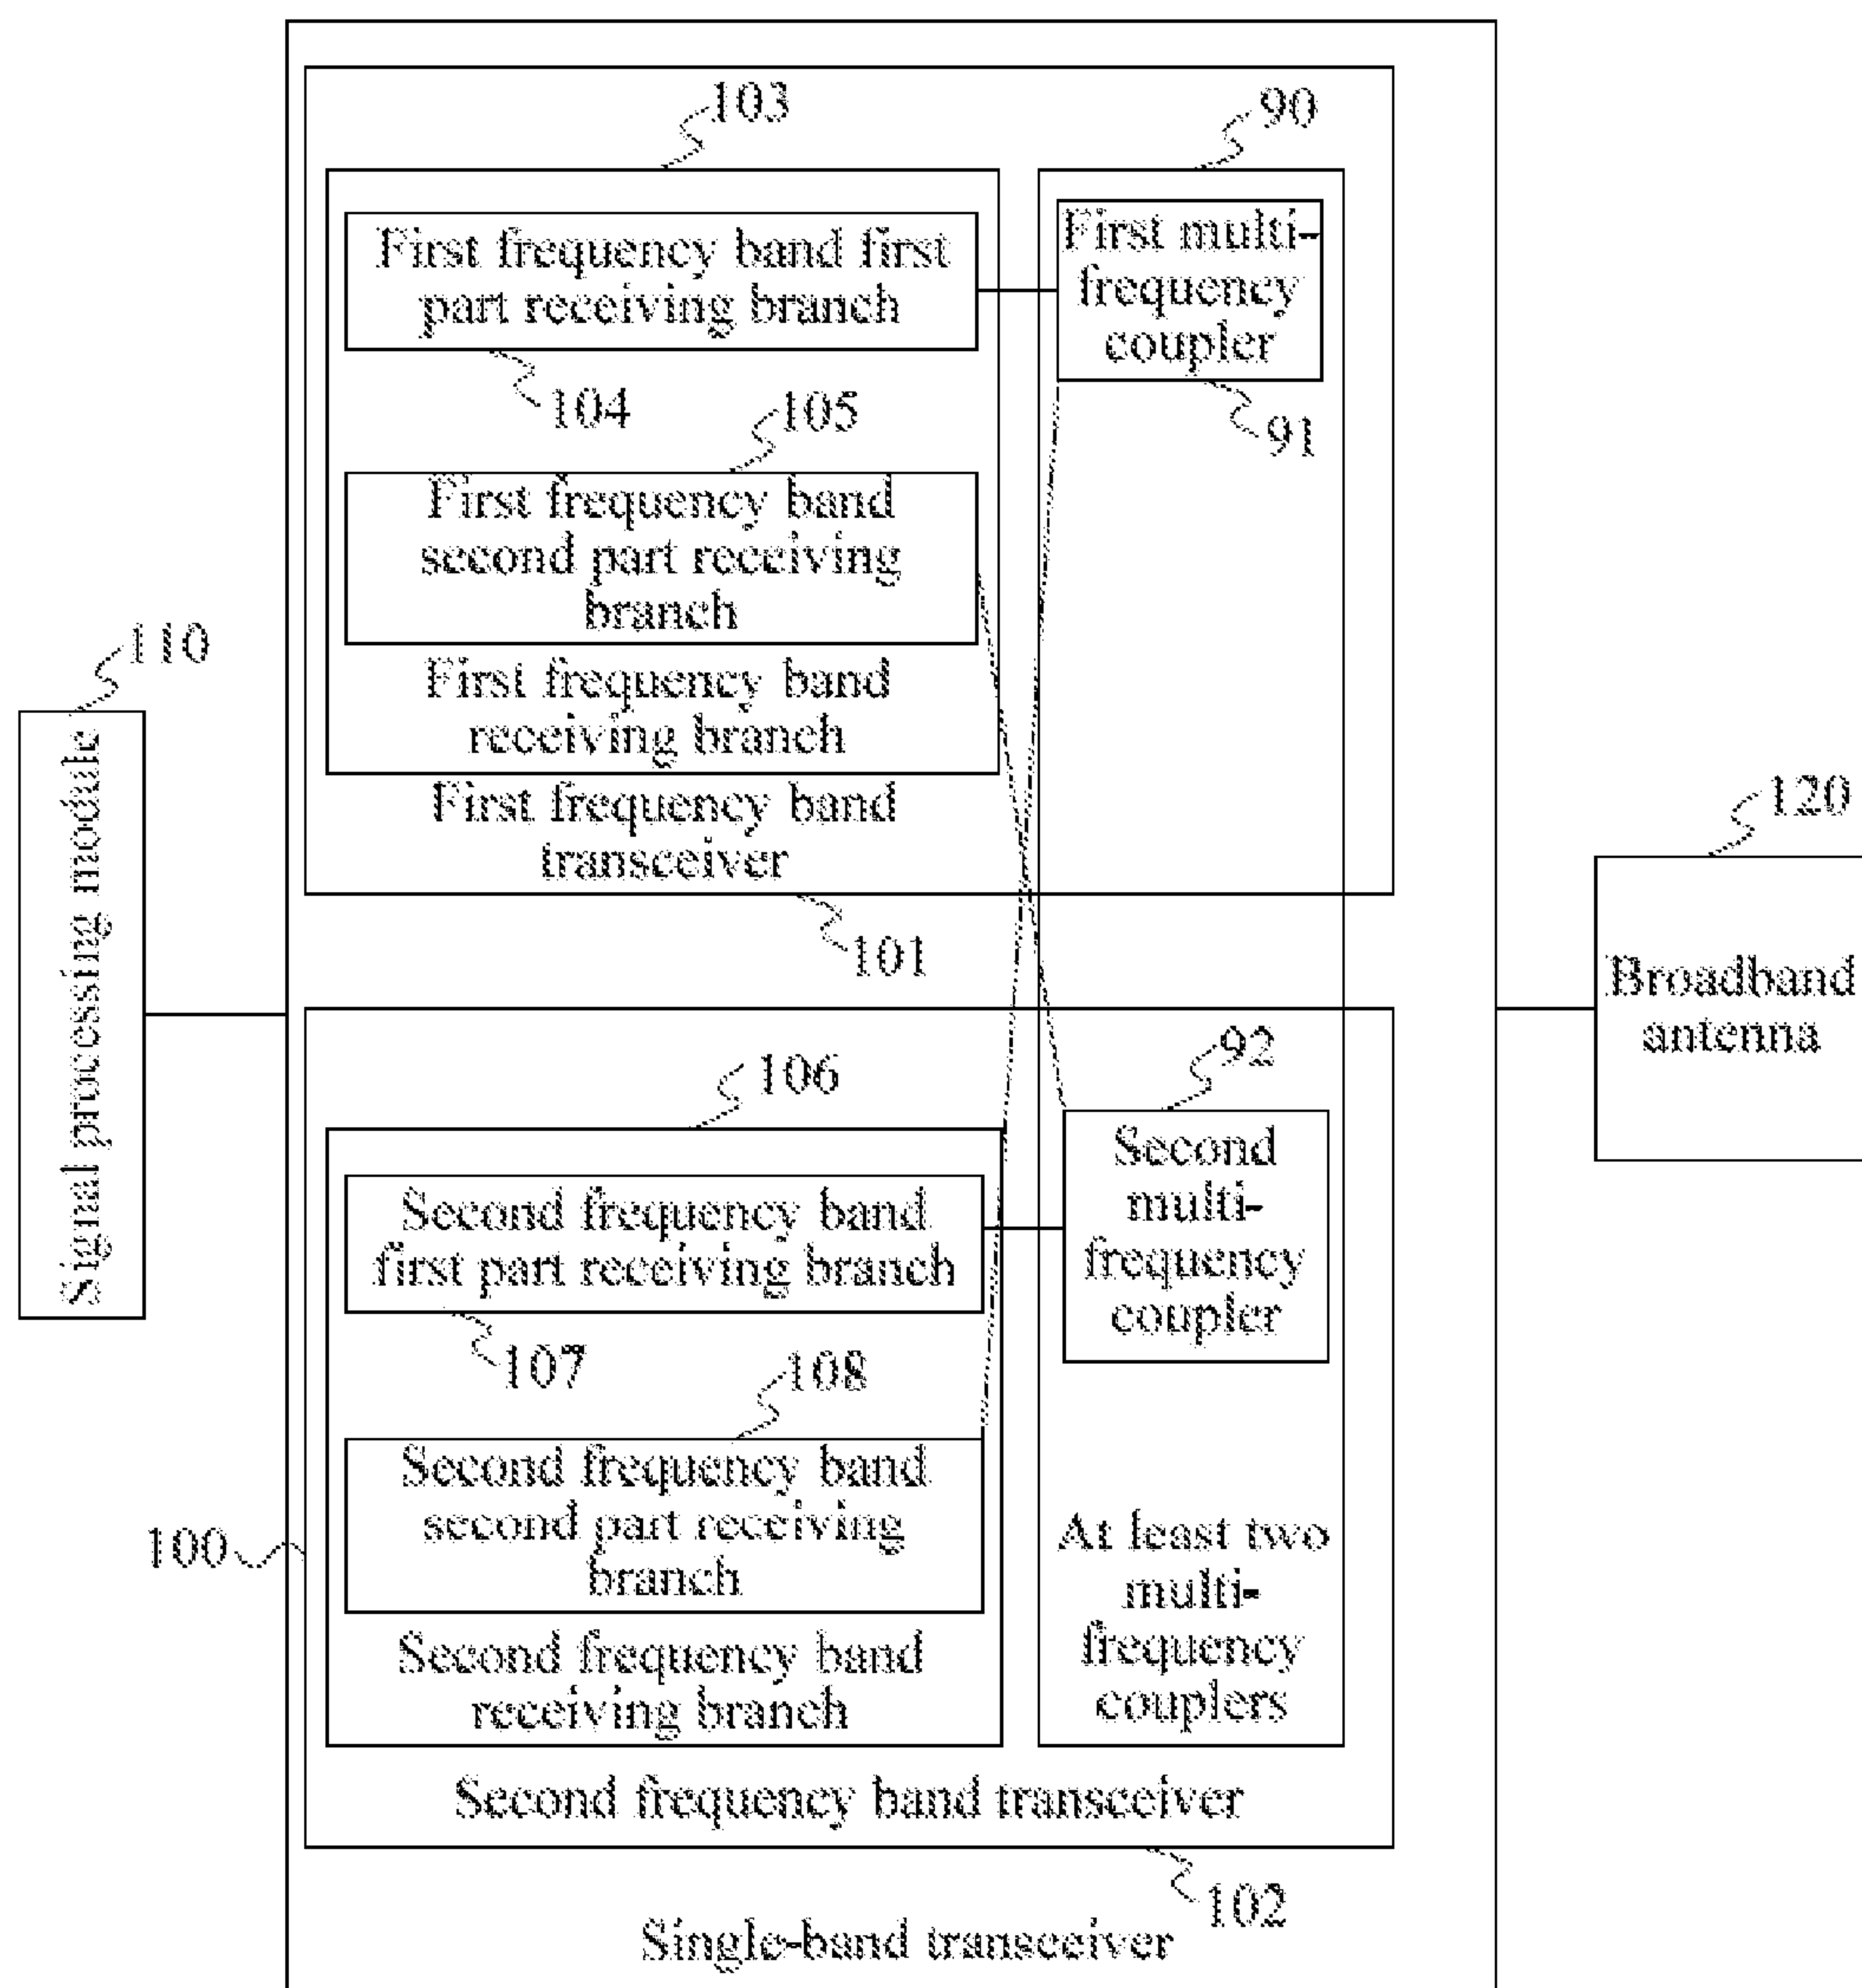 103
90
First frequency band first
part receiving branch
First multi-
frequency
coupler
104
105
91
First frequency band
second part receiving
branch
First frequency band
receiving branch
First frequency band
transceiver
101
110
Signal processing module
120
Broadband
antenna
106
92
Second frequency band
first part receiving branch
Second
multi-
frequency
coupler
107
108
Second frequency band
second part receiving
branch
100
Second frequency band
receiving branch
At least two
multi-
frequency
couplers
Second frequency band transceiver
102
Single-band transceiver